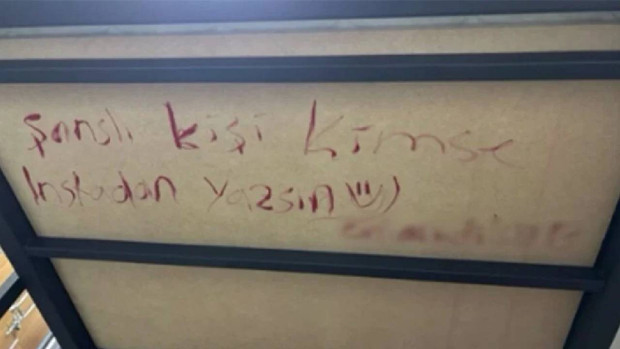 Şanslı kişi kimse
Instadan yazsın :)